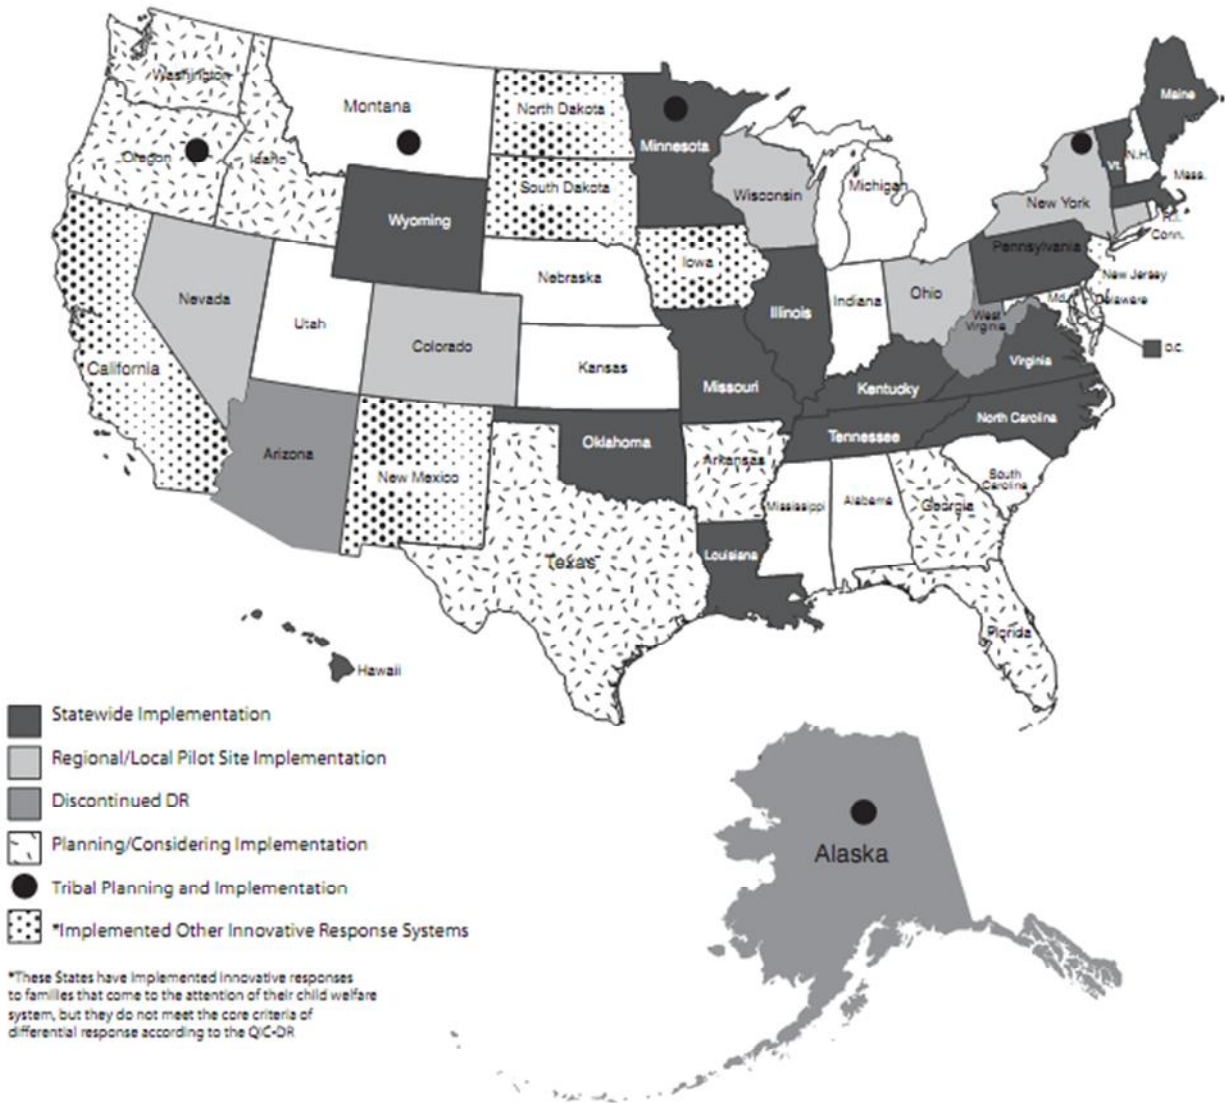 Washington
Montana
North Dakota
Minnesota
Maine
Oregon
Idaho
South Dakota
Wisconsin
Michigan
Vt.
N.H.
Mass.
Wyoming
New York
R.I.
Conn.
Iowa
Pennsylvania
Nebraska
New Jersey
Nevada
Utah
Colorado
Illinois
Indiana
Ohio
Md.
Delaware
West
Virginia
D.C.
California
Kansas
Missouri
Kentucky
Virginia
Arizona
New Mexico
Oklahoma
Arkansas
Tennessee
North Carolina
South
Carolina
Mississippi
Alabama
Georgia
Texas
Louisiana
Florida
Hawaii
Statewide Implementation
Regional/Local Pilot Site Implementation
Discontinued DR
Planning/Considering Implementation
Tribal Planning and Implementation
*Implemented Other Innovative Response Systems
*These States have implemented innovative responses
to families that come to the attention of their child welfare
system, but they do not meet the core criteria of
differential response according to the QIC-DR
Alaska